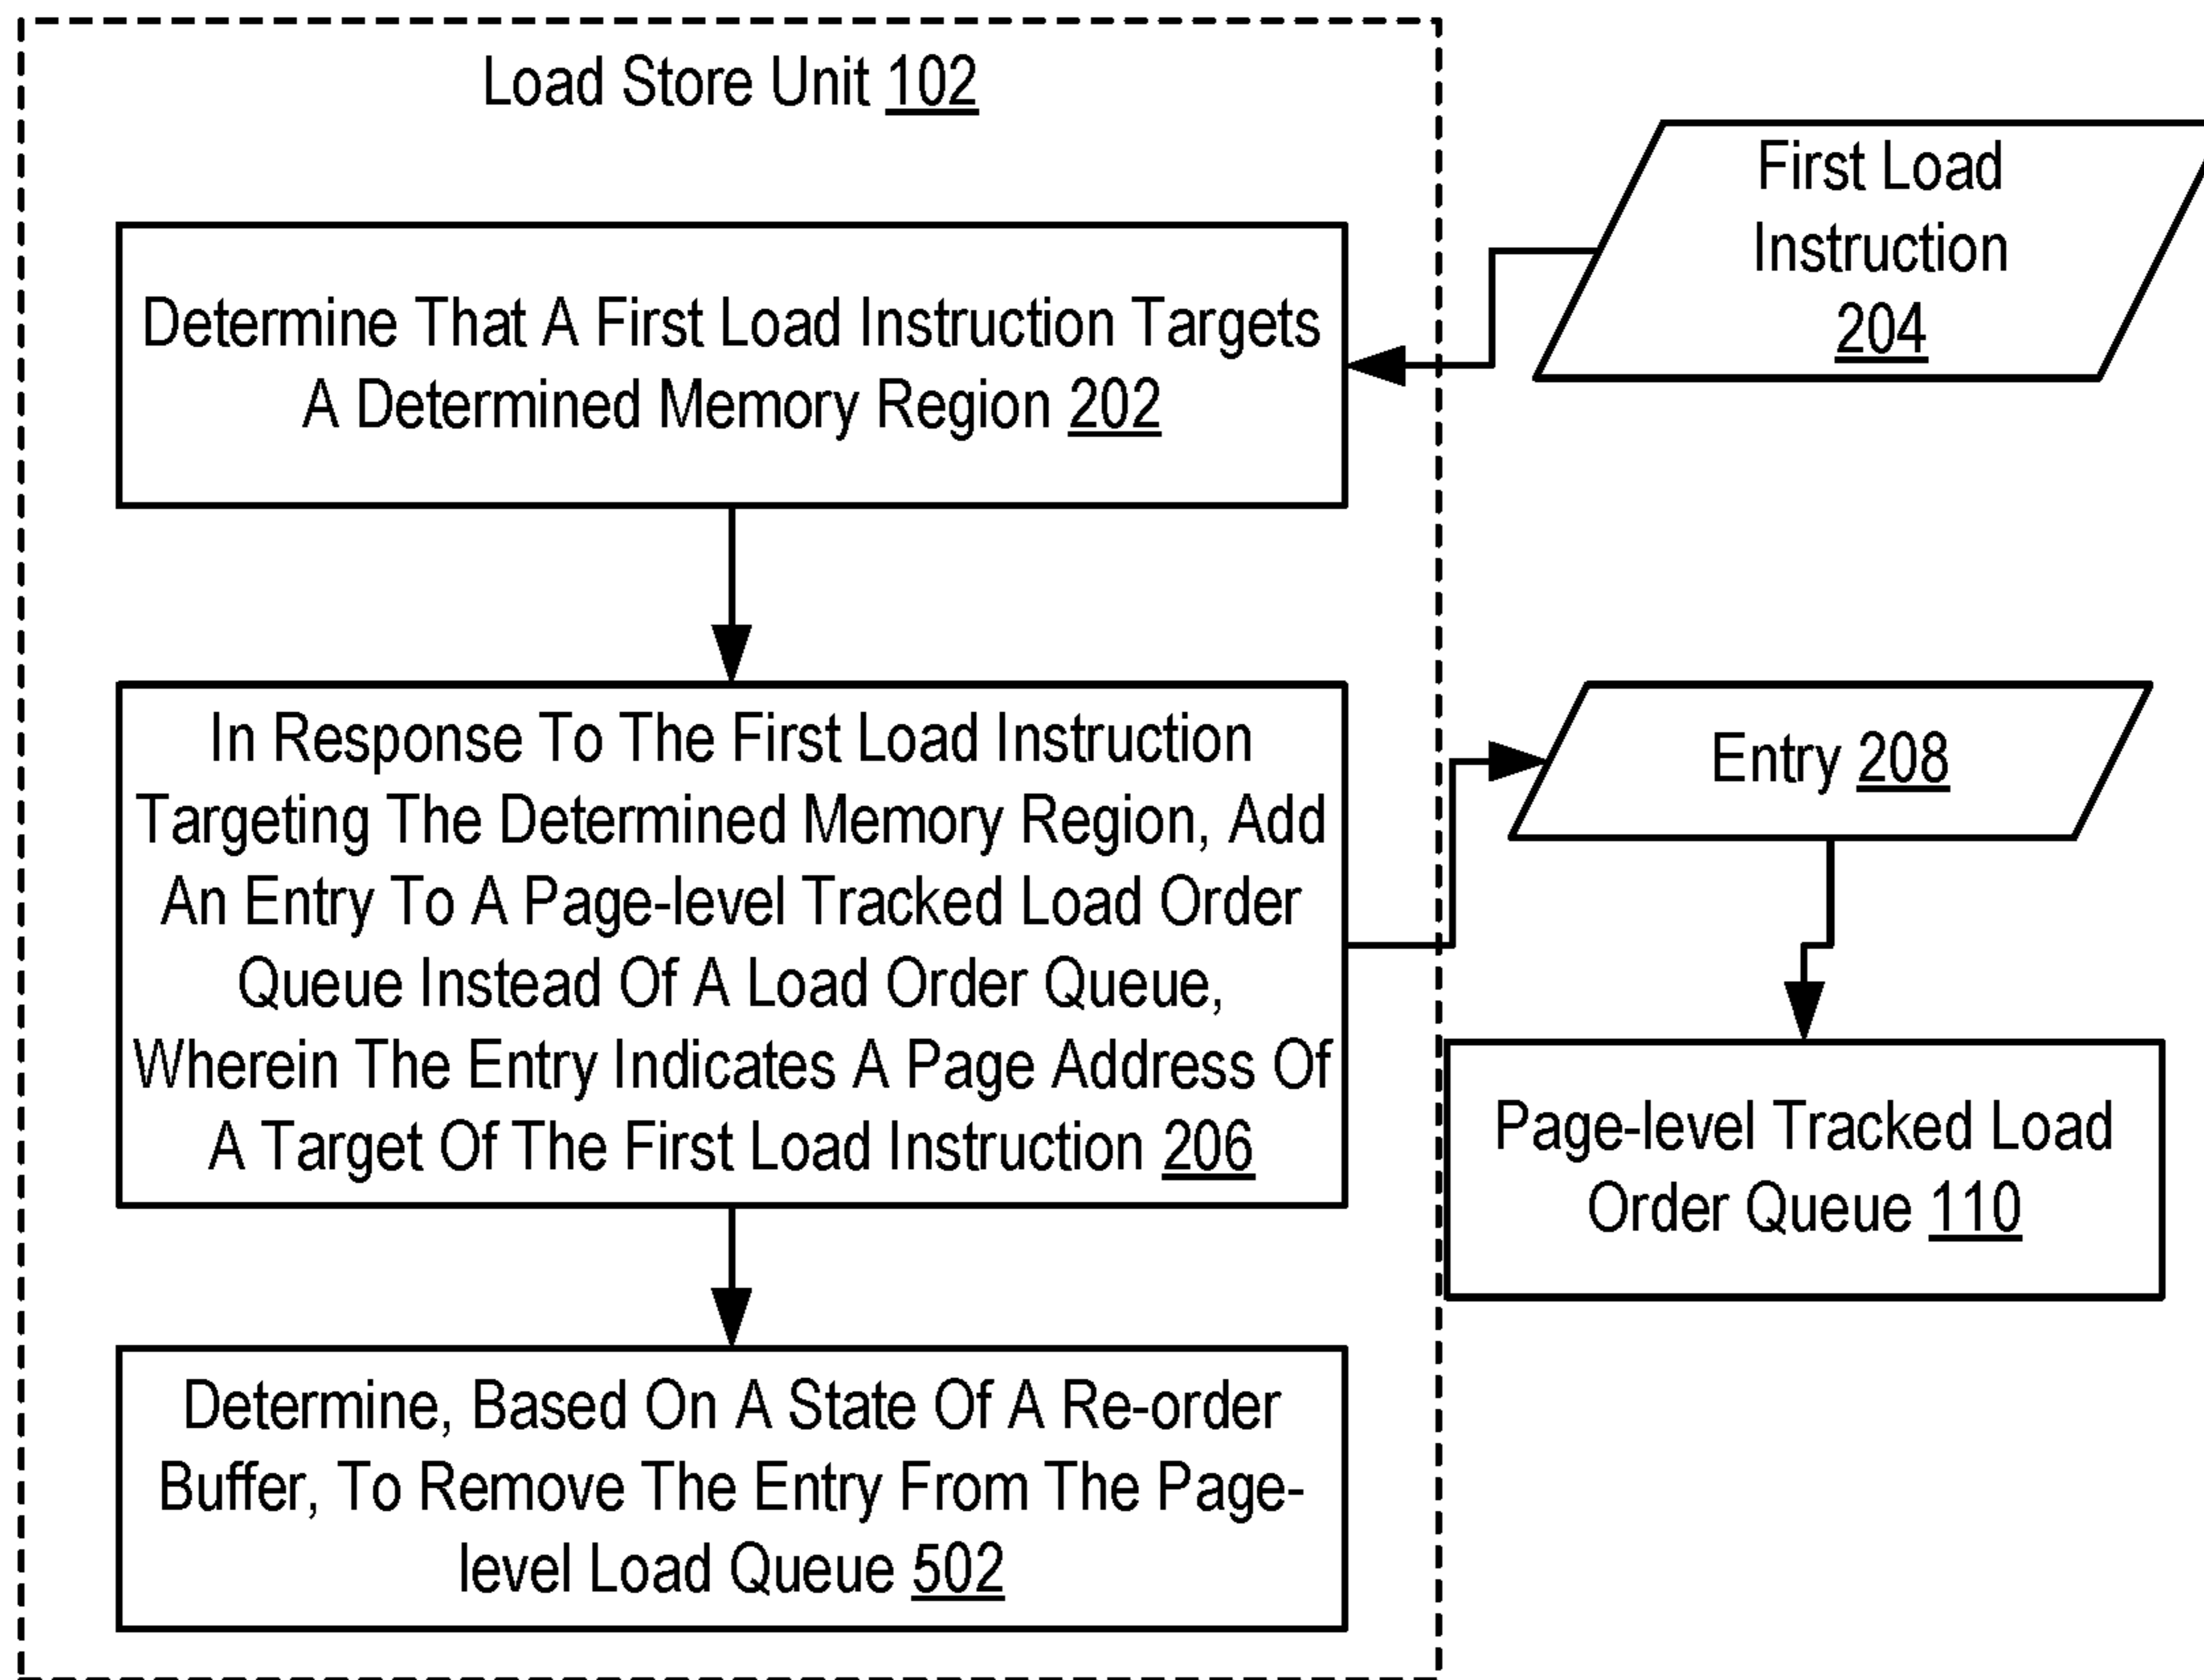 Load Store Unit 102
First Load
Instruction
204
Determine That A First Load Instruction Targets
A Determined Memory Region 202
In Response To The First Load Instruction
Targeting The Determined Memory Region, Add
An Entry To A Page-level Tracked Load Order
Queue Instead Of A Load Order Queue,
Wherein The Entry Indicates A Page Address Of
A Target Of The First Load Instruction 206
Entry 208
Page-level Tracked Load
Order Queue 110
Determine, Based On A State Of A Re-order
Buffer, To Remove The Entry From The Page-
level Load Queue 502